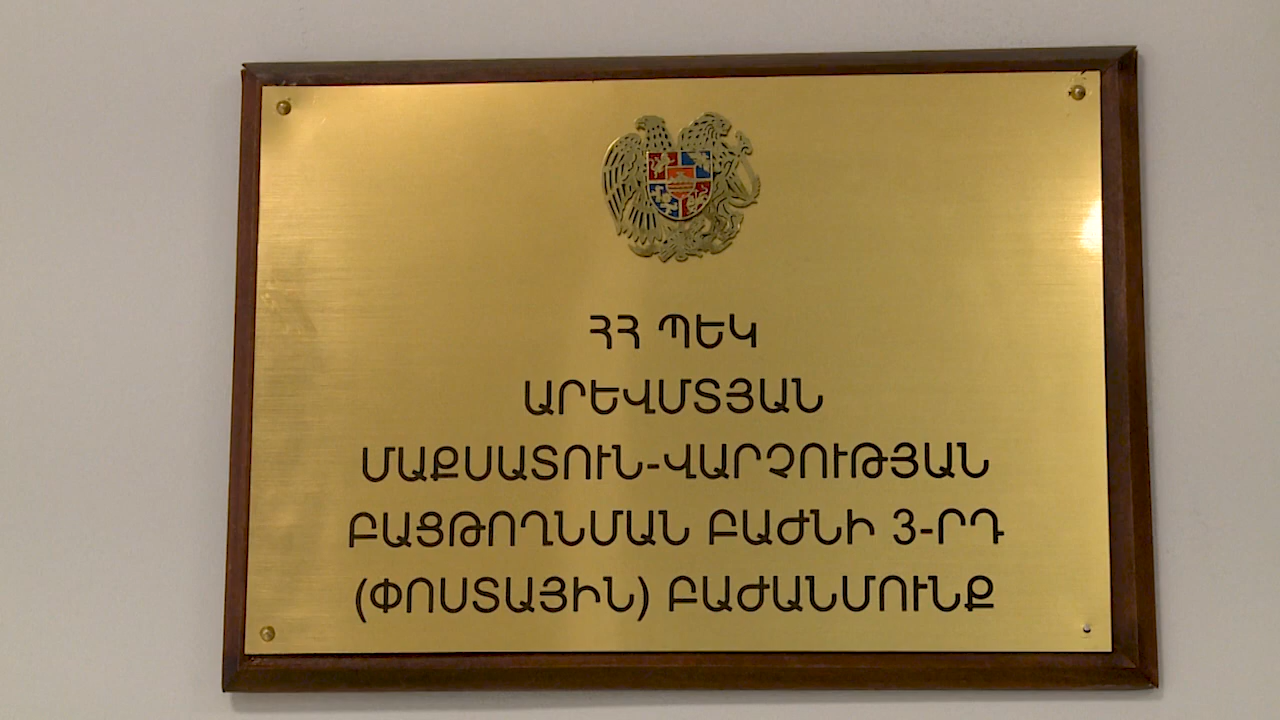 ՀՀ ՊԵԿ
ԱՐԵՎՄՏՅԱՆ
ՄԱՔՍԱՏՈՒՆ-ՎԱՐՉՈՒԹՅԱՆ
ԲԱՑԹՈՂՆՄԱՆ ԲԱԺՆԻ 3-ՐԴ
(ՓՈՍՏԱՅԻՆ) ԲԱԺԱՆՄՈՒՆՔ